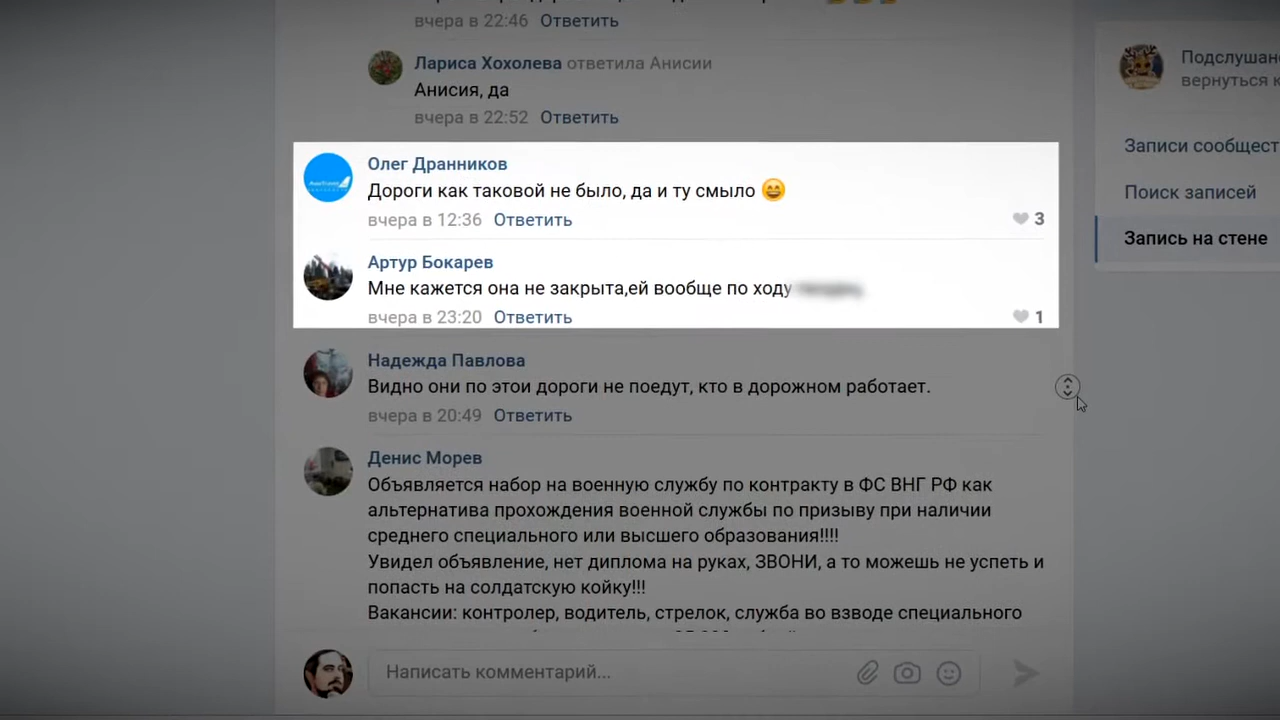 вчера в 22:46 Ответить
Лариса Хохолева ответила Анисии
Анисия, да
вчера в 22:52 Ответить
Олег Дранников
Дороги как таковой не было, да и ту смыло 😄
вчера в 12:36 Ответить
3
Артур Бокарев
Мне кажется она не закрыта,ей вообще по ходу
вчера в 23:20 Ответить
1
Надежда Павлова
Видно они по этои дороги не поедут, кто в дорожном работает.
вчера в 20:49 Ответить
Денис Морев
Объявляется набор на военную службу по контракту в ФС ВНГ РФ как
альтернатива прохождения военной службы по призыву при наличии
среднего специального или высшего образования!!!!
Увидел объявление, нет диплома на руках, ЗВОНИ, а то можешь не успеть и
попасть на солдатскую койку!!!
Вакансии: контролер, водитель, стрелок, служба во взводе специального
Написать комментарий...
Подслушано
вернуться к
Записи сообщест
Поиск записей
Запись на стене